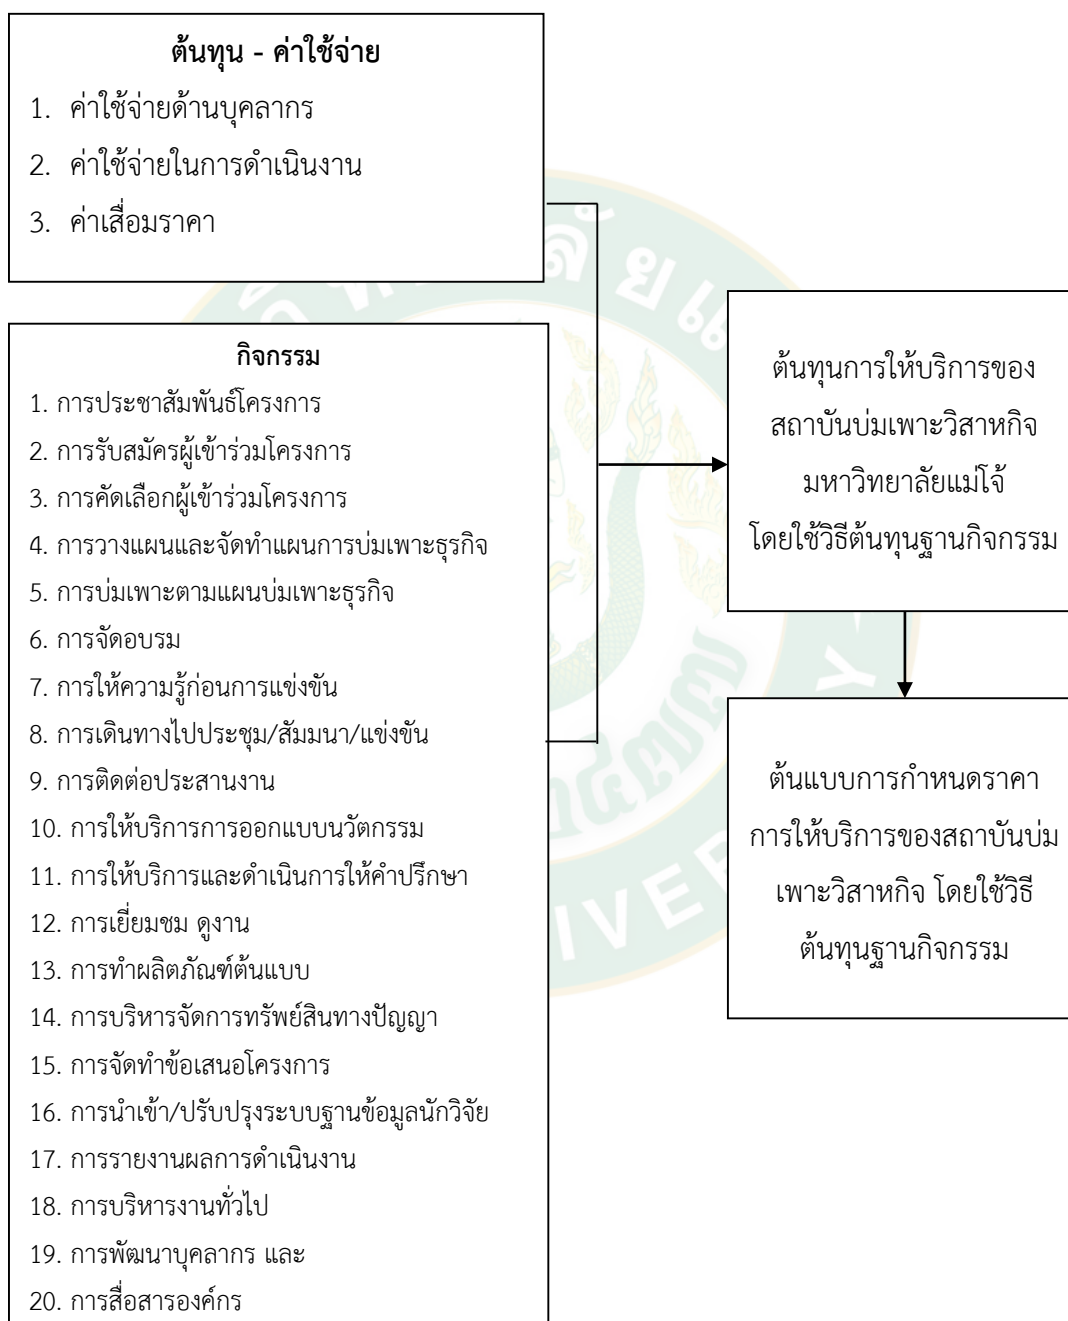 ต้นทุน - ค่าใช้จ่าย
1. ค่าใช้จ่ายด้านบุคลากร
2. ค่าใช้จ่ายในการดำเนินงาน
3. ค่าเสื่อมราคา
กิจกรรม
1. การประชาสัมพันธ์โครงการ
2. การรับสมัครผู้เข้าร่วมโครงการ
3. การคัดเลือกผู้เข้าร่วมโครงการ
4. การวางแผนและจัดทำแผนการบ่มเพาะธุรกิจ
5. การบ่มเพาะตามแผนบ่มเพาะธุรกิจ
6. การจัดอบรม
7. การให้ความรู้ก่อนการแข่งขัน
8. การเดินทางไปประชุม/สัมมนา/แข่งขัน
9. การติดต่อประสานงาน
10. การให้บริการการออกแบบนวัตกรรม
11. การให้บริการและดำเนินการให้คำปรึกษา
12. การเยี่ยมชม ดูงาน
13. การทำผลิตภัณฑ์ต้นแบบ
14. การบริหารจัดการทรัพย์สินทางปัญญา
15. การจัดทำข้อเสนอโครงการ
16. การนำเข้า/ปรับปรุงระบบฐานข้อมูลนักวิจัย
17. การรายงานผลการดำเนินงาน
18. การบริหารงานทั่วไป
19. การพัฒนาบุคลากร และ
20. การสื่อสารองค์กร
ต้นทุนการให้บริการของ
สถาบันบ่มเพาะวิสาหกิจ
มหาวิทยาลัยแม่โจ้
โดยใช้วิธีต้นทุนฐานกิจกรรม
ต้นแบบการกำหนดราคา
การให้บริการของสถาบันบ่ม
เพาะวิสาหกิจ โดยใช้วิธี
ต้นทุนฐานกิจกรรม